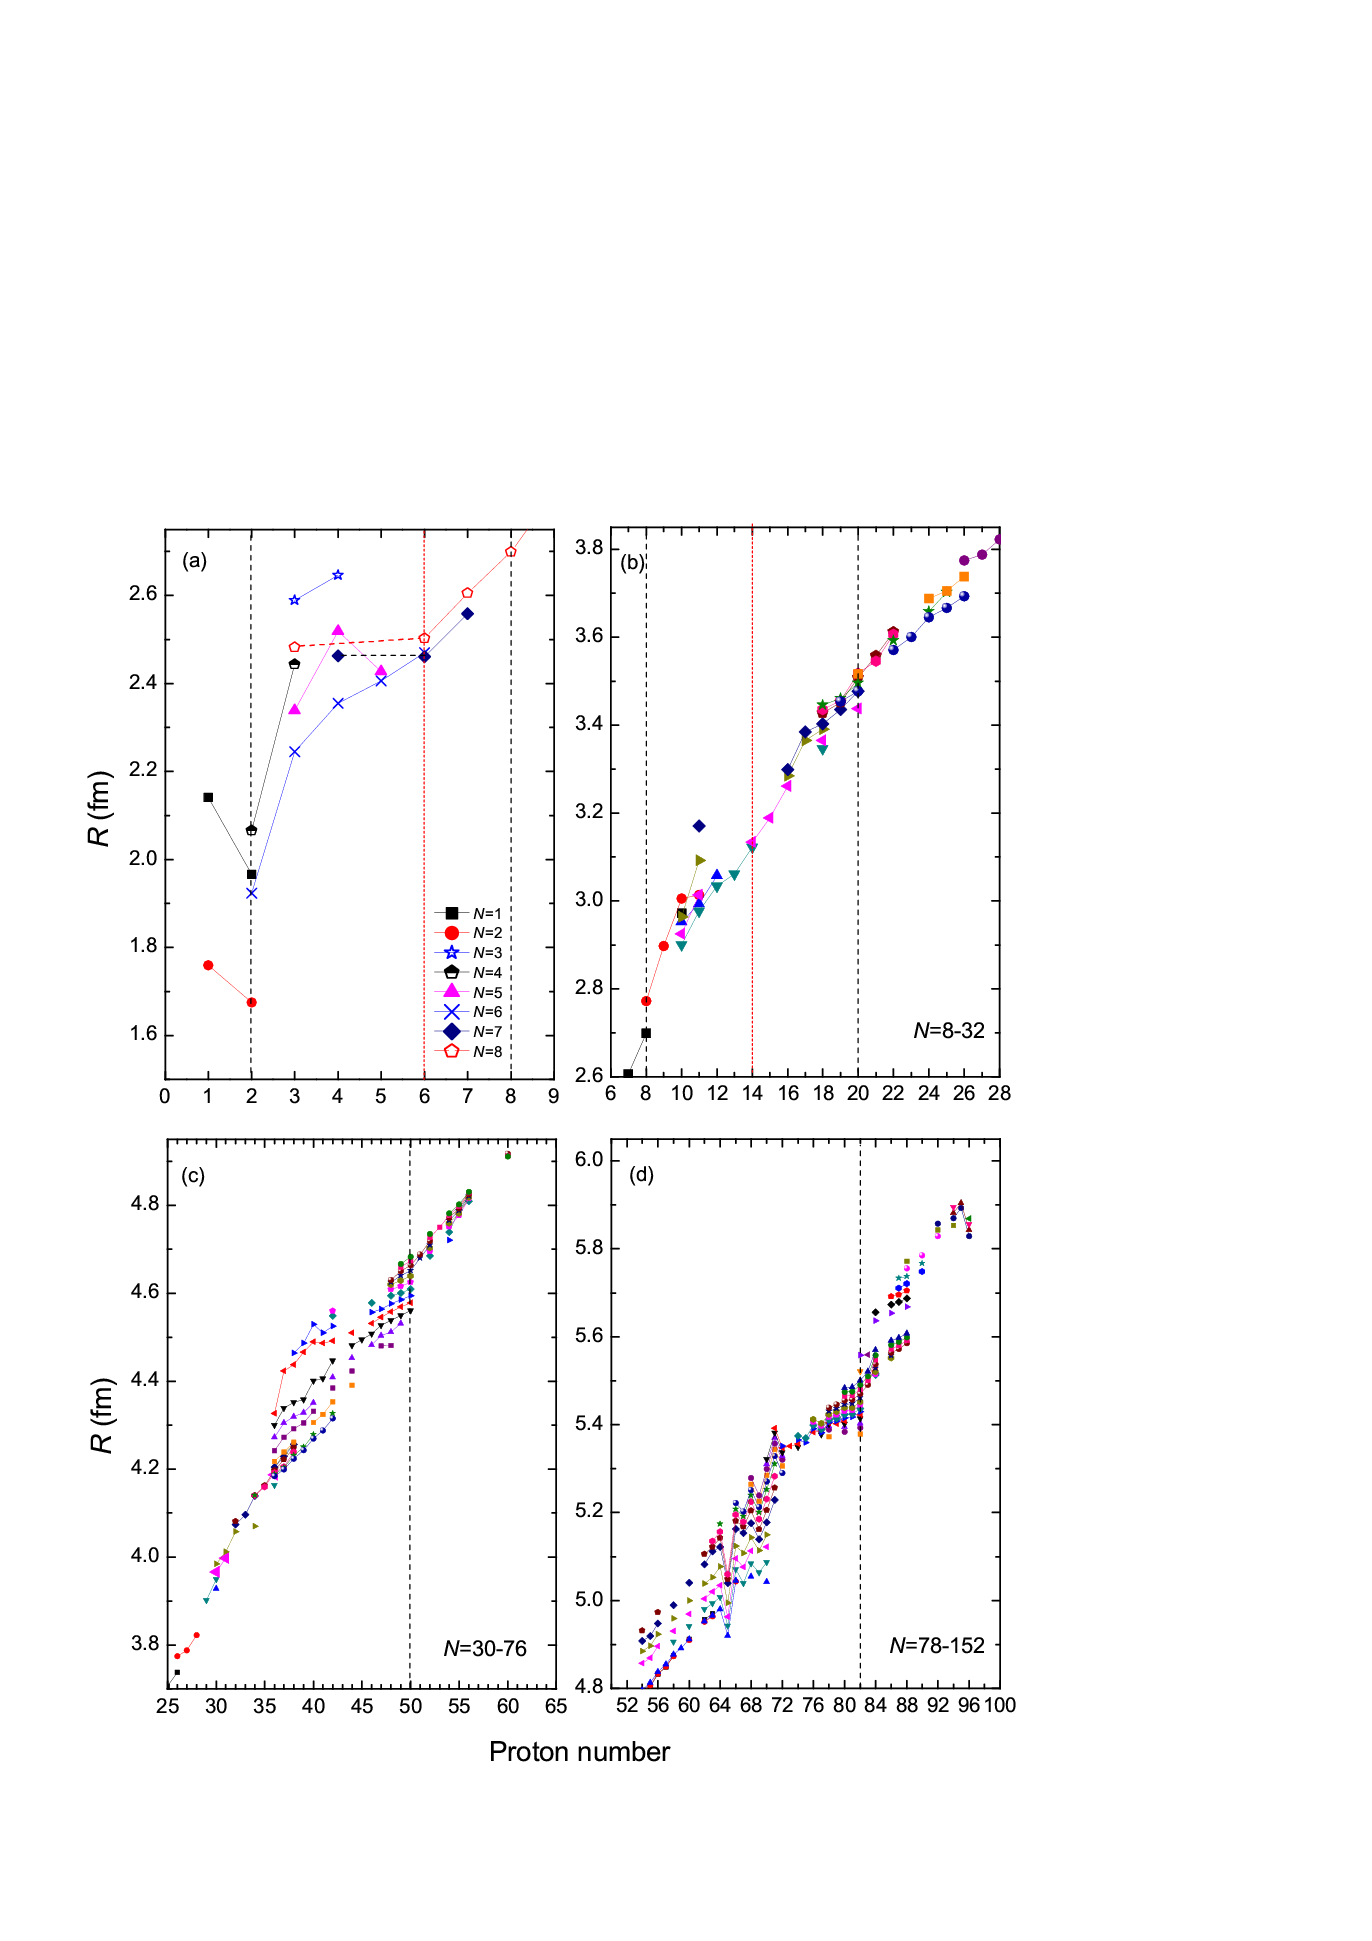 (a)
2.6
2.4
2.2
2.0
1.8
1.6
R (fm)
N=1
N=2
N=3
N=4
N=5
N=6
N=7
N=8
0 1 2 3 4 5 6 7 8 9
(b)
3.8
3.6
3.4
3.2
3.0
2.8
2.6
N=8-32
6 8 10 12 14 16 18 20 22 24 26 28
(c)
4.8
4.6
4.4
4.2
4.0
3.8
R (fm)
N=30-76
25 30 35 40 45 50 55 60 65
(d)
6.0
5.8
5.6
5.4
5.2
5.0
4.8
N=78-152
52 56 60 64 68 72 76 80 84 88 92 96 100
Proton number